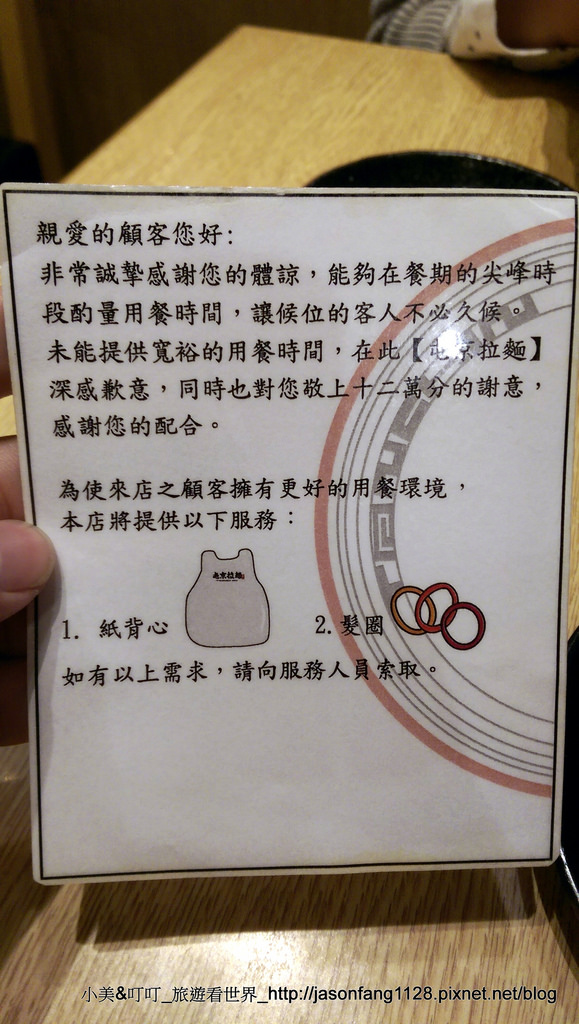 親愛的顧客您好:
非常誠摯感謝您的體諒，能夠在餐期的尖峰時
段酌量用餐時間，讓候位的客人不必久候。
未能提供寬裕的用餐時間，在此【屯京拉麵】
深感歉意，同時也對您敬上十二萬分的謝意，
感謝您的配合。
為使來店之顧客擁有更好的用餐環境，
本店將提供以下服務：
屯京拉麵
1. 紙背心 2.髮圈
如有以上需求，請向服務人員索取。
小美&叮叮_旅遊看世界_http://jasonfang1128.pixnet.net/blog